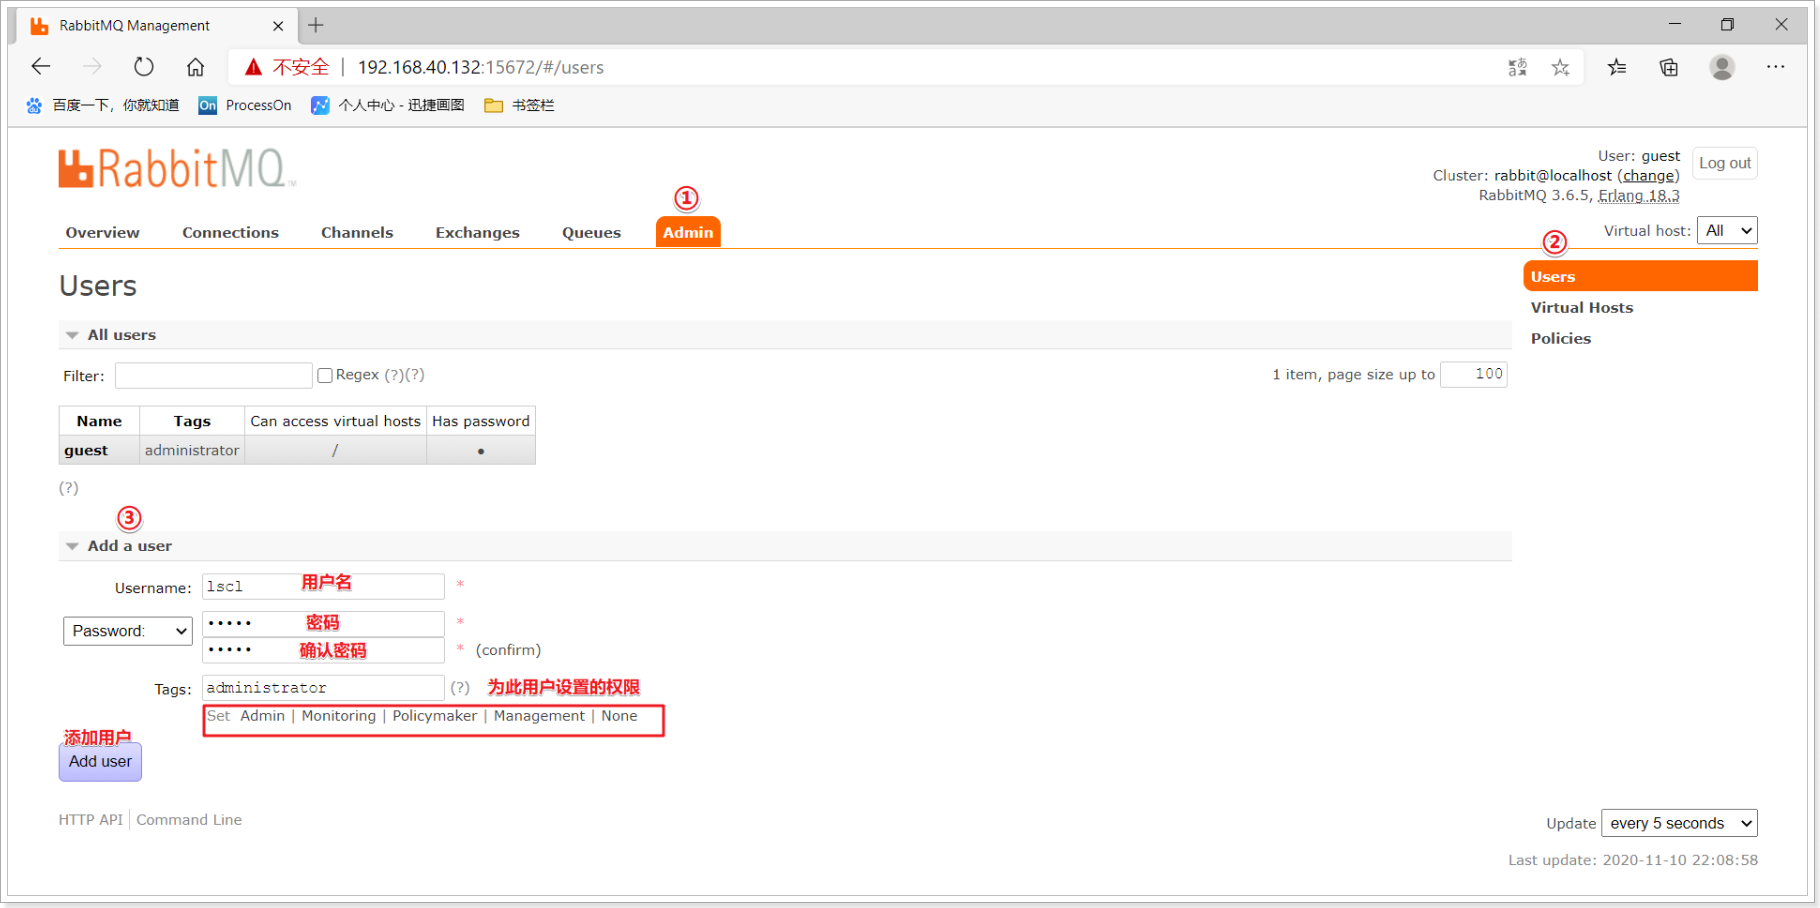 RabbitMQ Management
不安全 | 192.168.40.132:15672/#/users
百度一下，你就知道 On ProcessOn 个人中心 - 迅捷画图 书签栏
RabbitMQ™
User: guest
Log out
Cluster: rabbit@localhost (change)
RabbitMQ 3.6.5, Erlang 18.3
①
Overview Connections Channels Exchanges Queues Admin
Virtual host: All
②
Users
Virtual Hosts
Policies
Users
All users
Filter: Regex (?)(?)
1 item, page size up to 100
Name Tags Can access virtual hosts Has password
guest administrator / ●
(?)
③
Add a user
Username: lscl 用户名 *
Password: ••••• 密码 *
••••• 确认密码 * (confirm)
Tags: administrator (?) 为此用户设置的权限
Set Admin | Monitoring | Policymaker | Management | None
添加用户
Add user
HTTP API Command Line
Update every 5 seconds
Last update: 2020-11-10 22:08:58